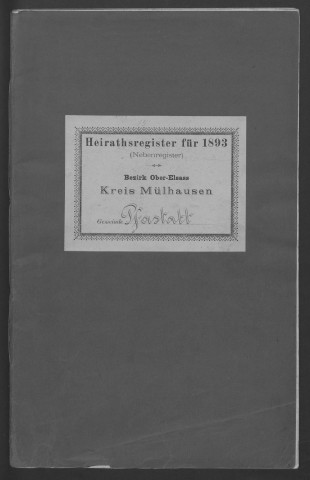 Heirathsregister für 1893
(Nebenregister)
Bezirk Ober-Elsass
Kreis Mülhausen
Gemeinde Pfastatt